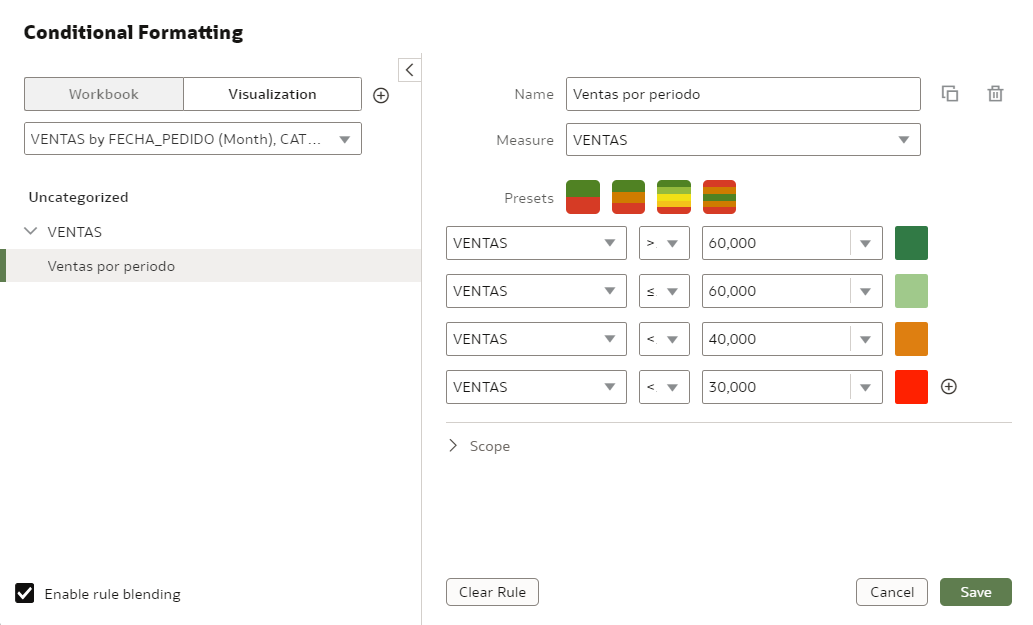 Conditional Formatting
Workbook
Visualization
VENTAS by FECHA_PEDIDO (Month), CAT...
Uncategorized
VENTAS
Ventas por periodo
Enable rule blending
Name
Ventas por periodo
Measure
VENTAS
Presets
VENTAS > 60,000
VENTAS ≤ 60,000
VENTAS < 40,000
VENTAS < 30,000
Scope
Clear Rule
Cancel
Save